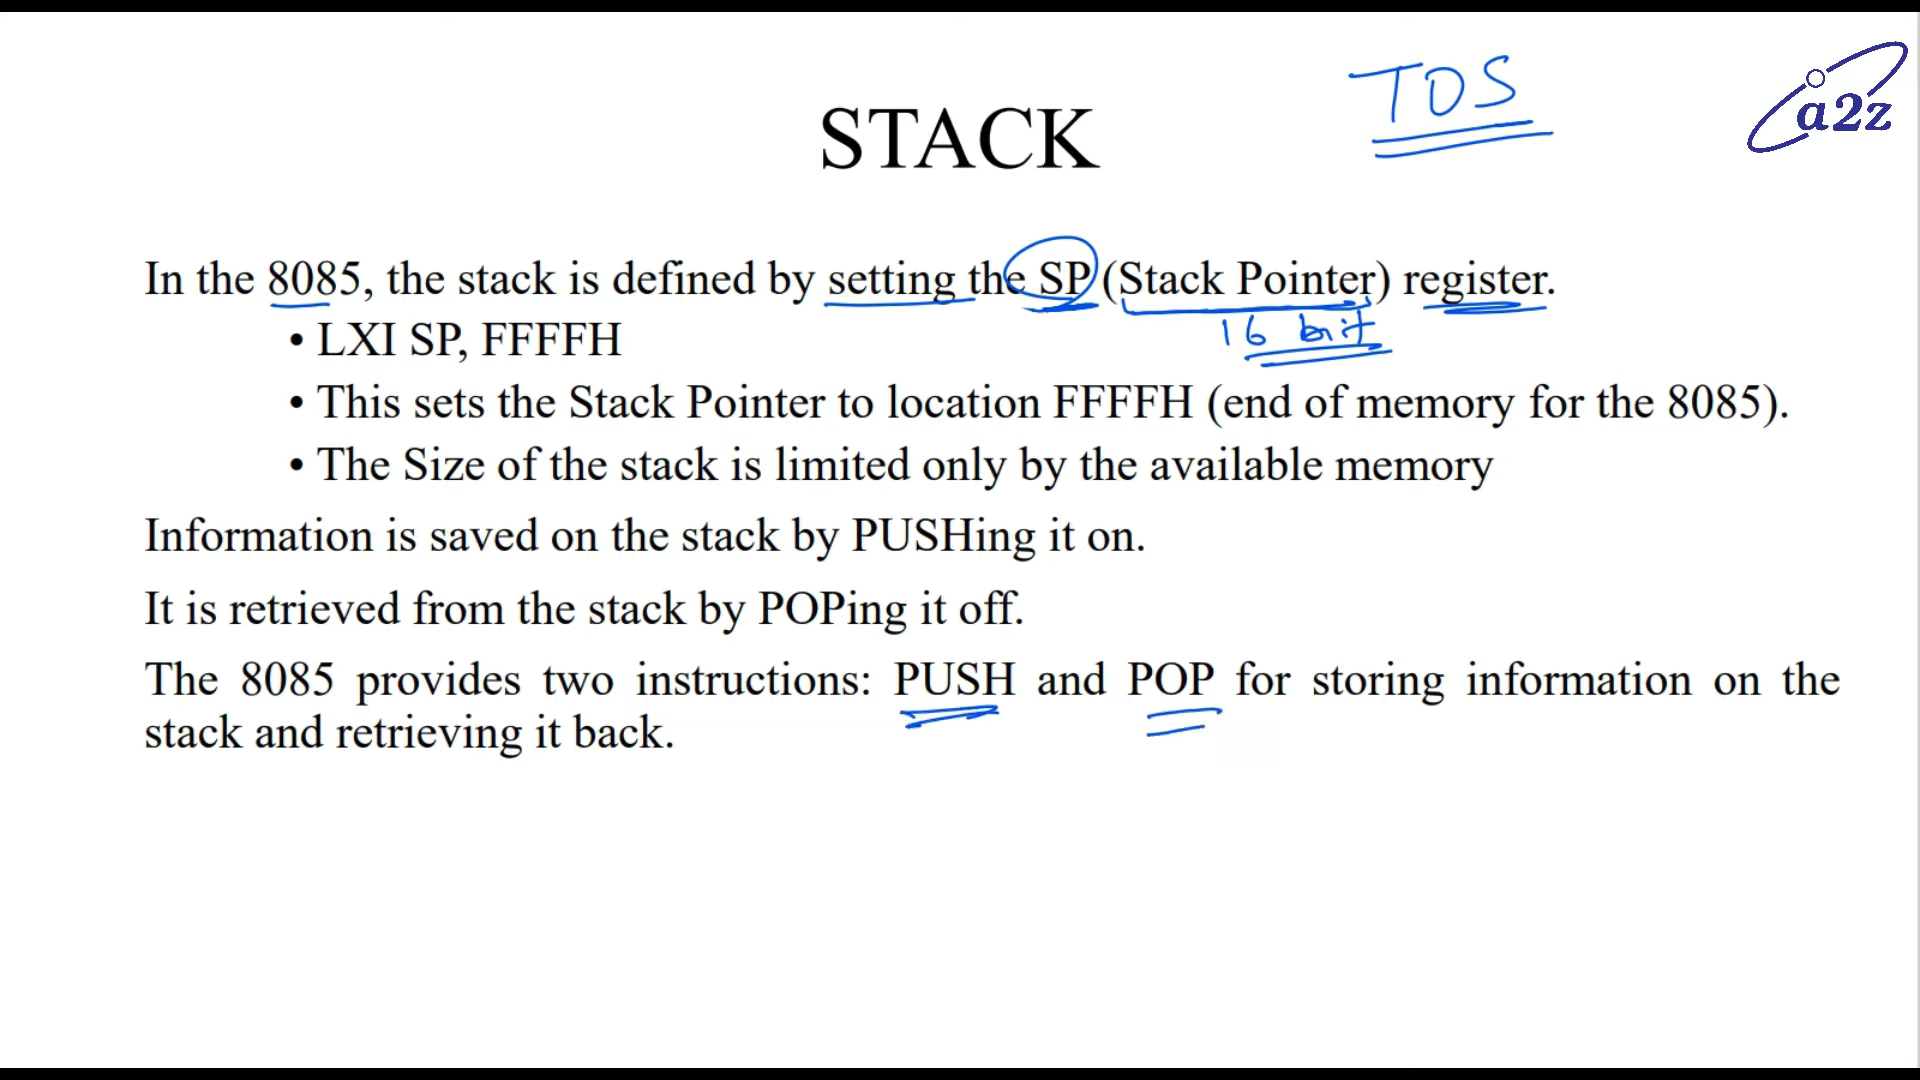 TOS
a2z
STACK
In the 8085, the stack is defined by setting the SP (Stack Pointer) register.
16 bit
• LXI SP, FFFFH
• This sets the Stack Pointer to location FFFFH (end of memory for the 8085).
• The Size of the stack is limited only by the available memory
Information is saved on the stack by PUSHing it on.
It is retrieved from the stack by POPing it off.
The 8085 provides two instructions: PUSH and POP for storing information on the
stack and retrieving it back.